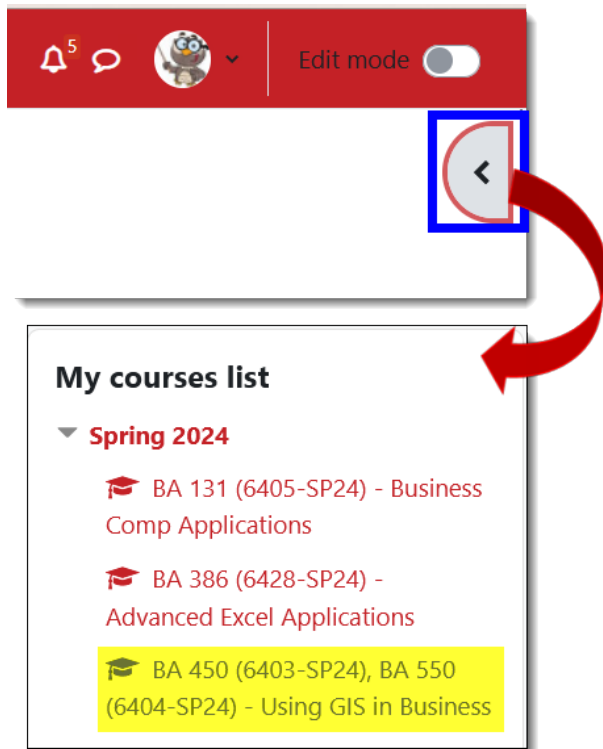 5
Edit mode
My courses list
Spring 2024
BA 131 (6405-SP24) - Business
Comp Applications
BA 386 (6428-SP24) -
Advanced Excel Applications
BA 450 (6403-SP24), BA 550
(6404-SP24) - Using GIS in Business